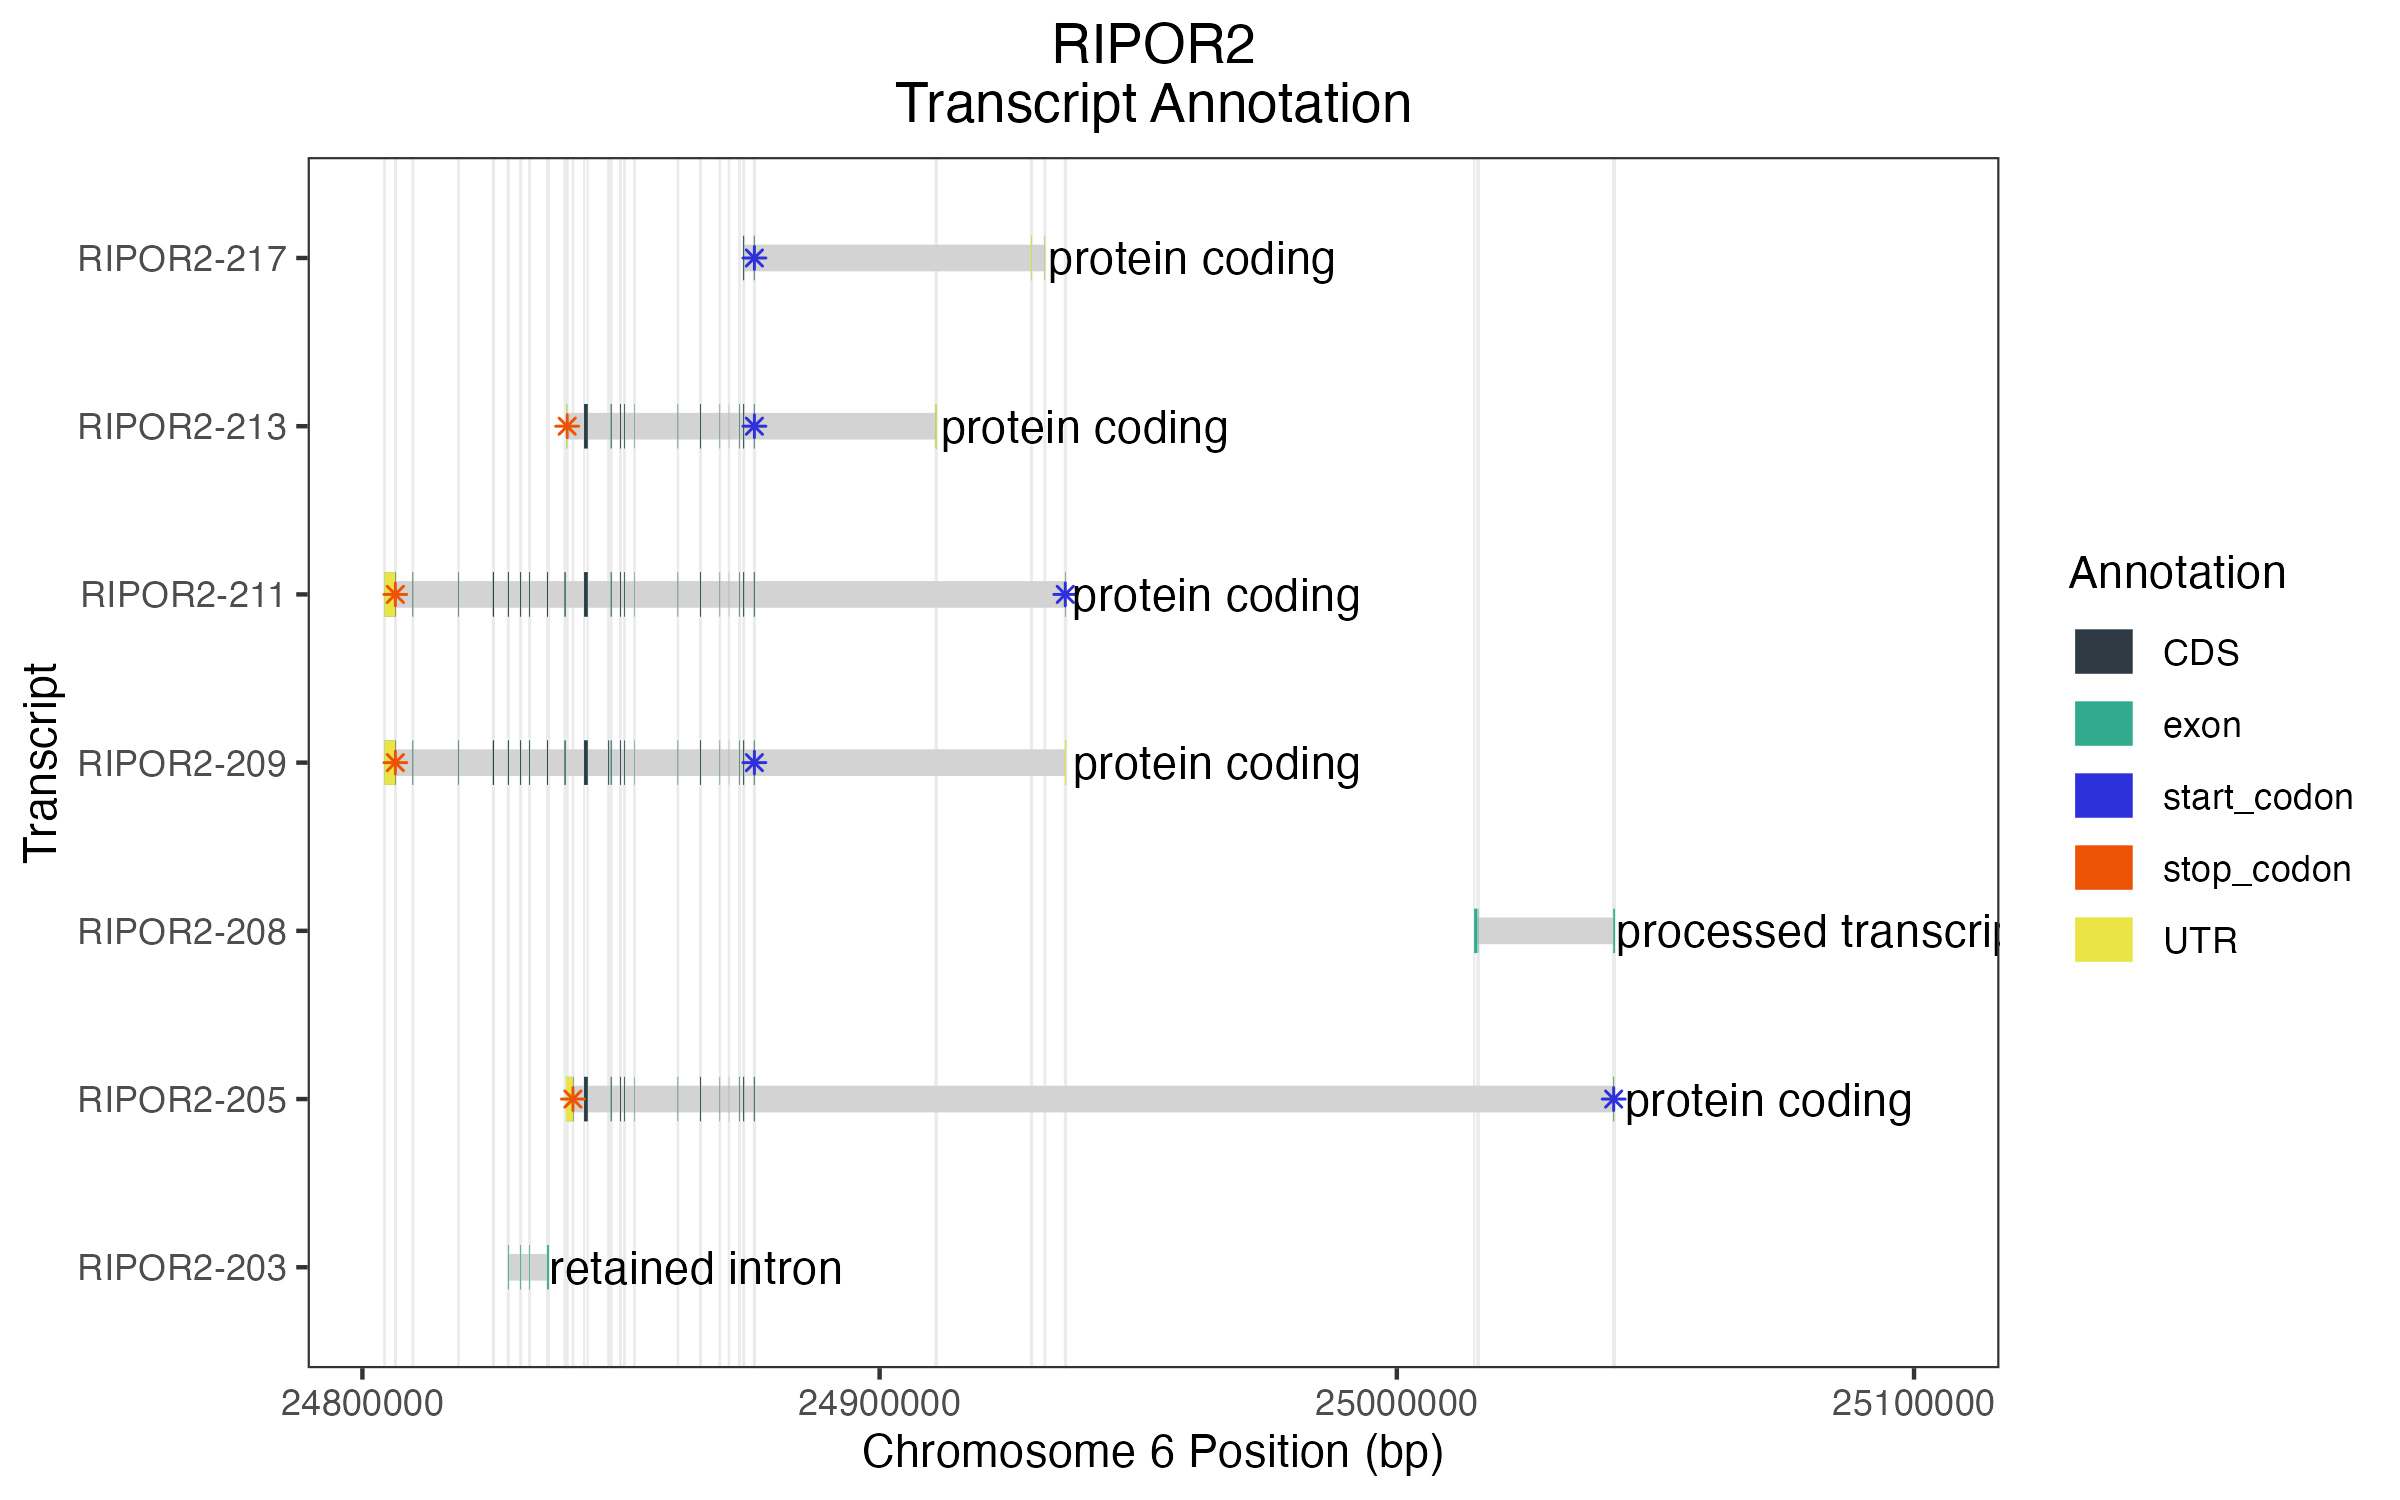 RIPOR2
Transcript Annotation
Transcript
RIPOR2-217
protein coding
RIPOR2-213
protein coding
RIPOR2-211
protein coding
RIPOR2-209
protein coding
RIPOR2-208
processed transcrip
RIPOR2-205
protein coding
RIPOR2-203
retained intron
24800000
24900000
25000000
25100000
Chromosome 6 Position (bp)
Annotation
CDS
exon
start_codon
stop_codon
UTR